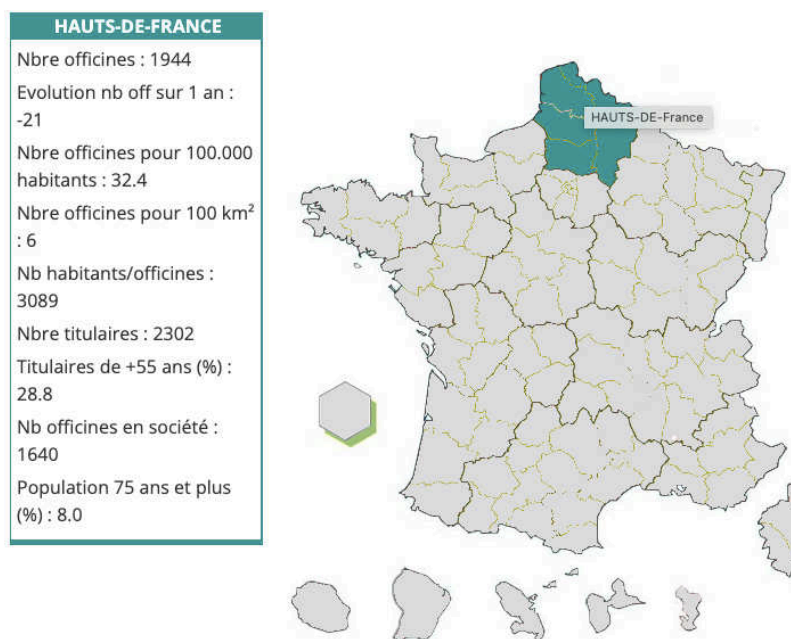 HAUTS-DE-FRANCE
Nbre officines : 1944
Evolution nb off sur 1 an :
-21
Nbre officines pour 100.000
habitants : 32.4
Nbre officines pour 100 km²
: 6
Nb habitants/officines :
3089
Nbre titulaires : 2302
Titulaires de +55 ans (%) :
28.8
Nb officines en société :
1640
Population 75 ans et plus
(%) : 8.0
HAUTS-DE-France